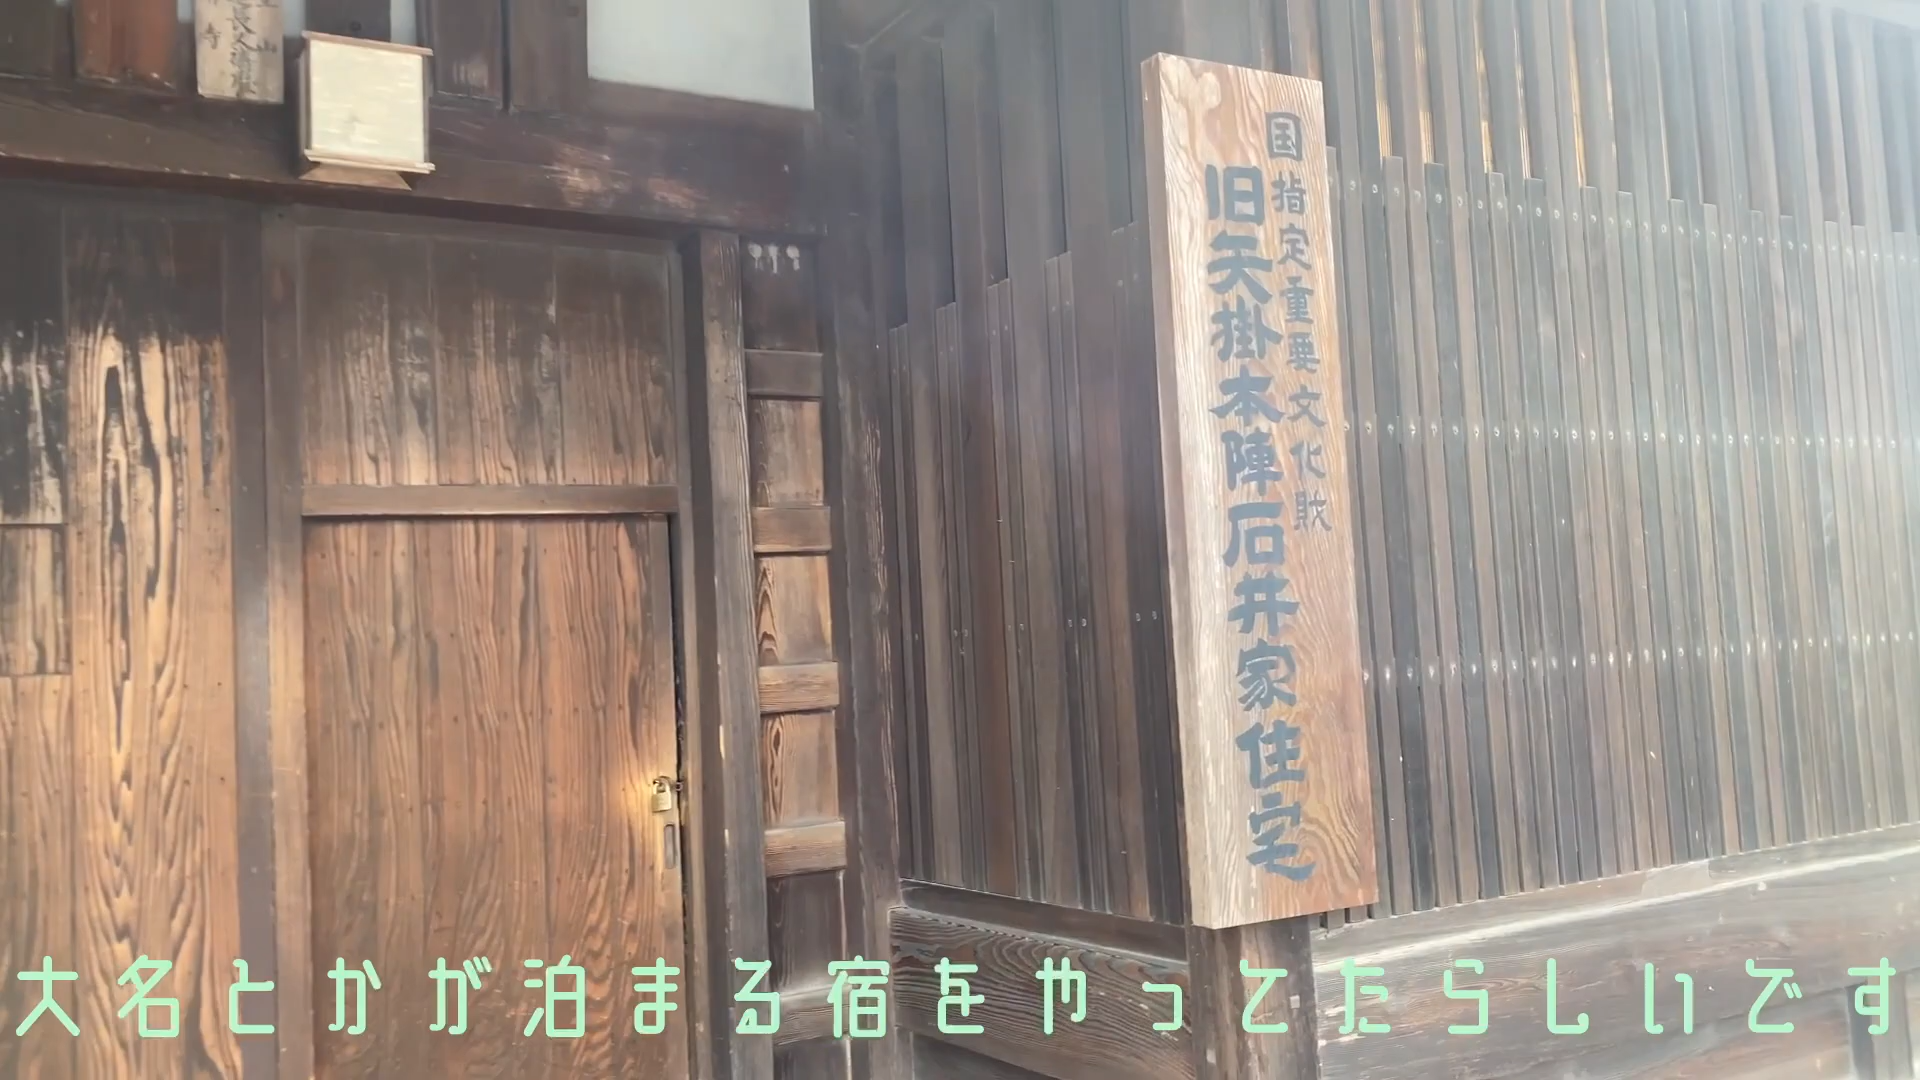 国指定重要文化財
旧矢掛本陣石井家住宅
大名とかが泊まる宿をやってたらしいです